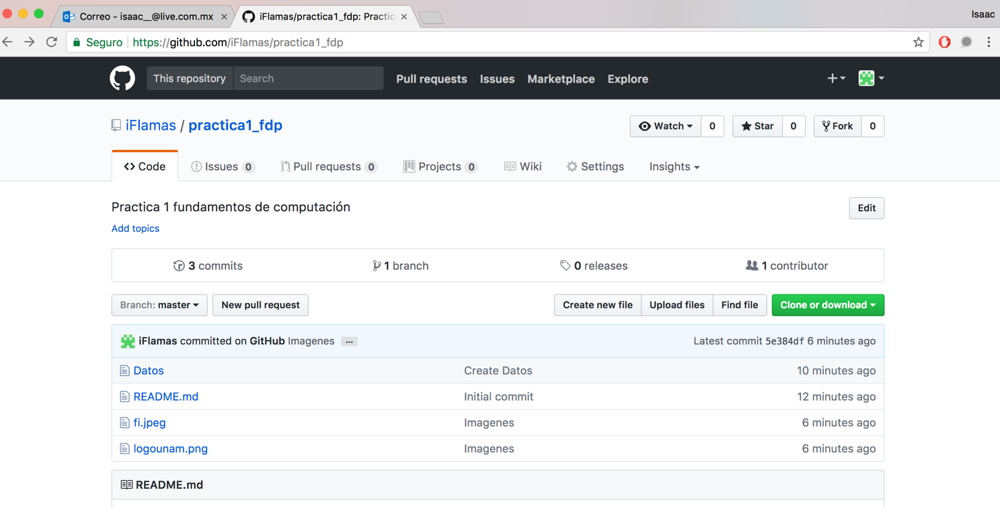 Correo - isaac__@live.com.mx iFlamas/practica1_fdp: Practic Isaac
Seguro https://github.com/iFlamas/practica1_fdp
This repository Search Pull requests Issues Marketplace Explore
iFlamas / practica1_fdp Watch 0 Star 0 Fork 0
Code Issues 0 Pull requests 0 Projects 0 Wiki Settings Insights
Practica 1 fundamentos de computación Edit
Add topics
3 commits 1 branch 0 releases 1 contributor
Branch: master New pull request Create new file Upload files Find file Clone or download
iFlamas committed on GitHub Imagenes ... Latest commit 5e384df 6 minutes ago
Datos Create Datos 10 minutes ago
README.md Initial commit 12 minutes ago
fi.jpeg Imagenes 6 minutes ago
logounam.png Imagenes 6 minutes ago
README.md